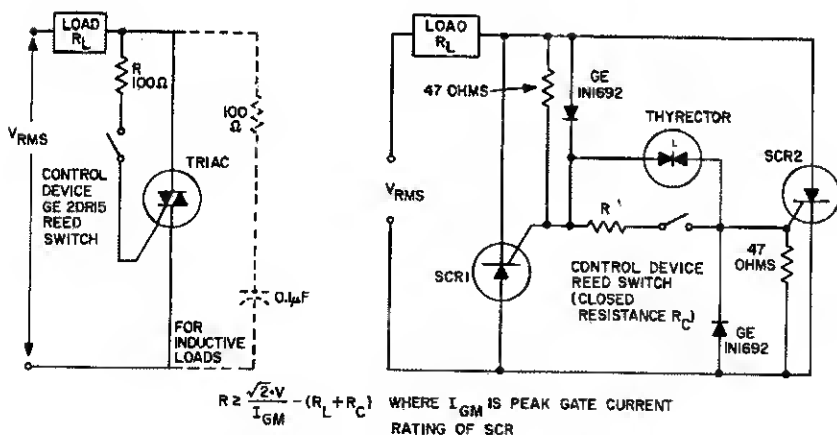 LOAD
RL
R
100Ω
VRMS
CONTROL
DEVICE
GE 2DR15
REED
SWITCH
TRIAC
100
Ω
0.1µF
FOR
INDUCTIVE
LOADS
LOAD
RL
47 OHMS
GE
IN1692
THYRECTOR
L
SCR2
VRMS
R'
SCR1
CONTROL DEVICE
REED SWITCH
(CLOSED
RESISTANCE RC)
47
OHMS
GE
IN1692
R ≥ √2·V / IGM − (RL + RC) WHERE IGM IS PEAK GATE CURRENT
RATING OF SCR